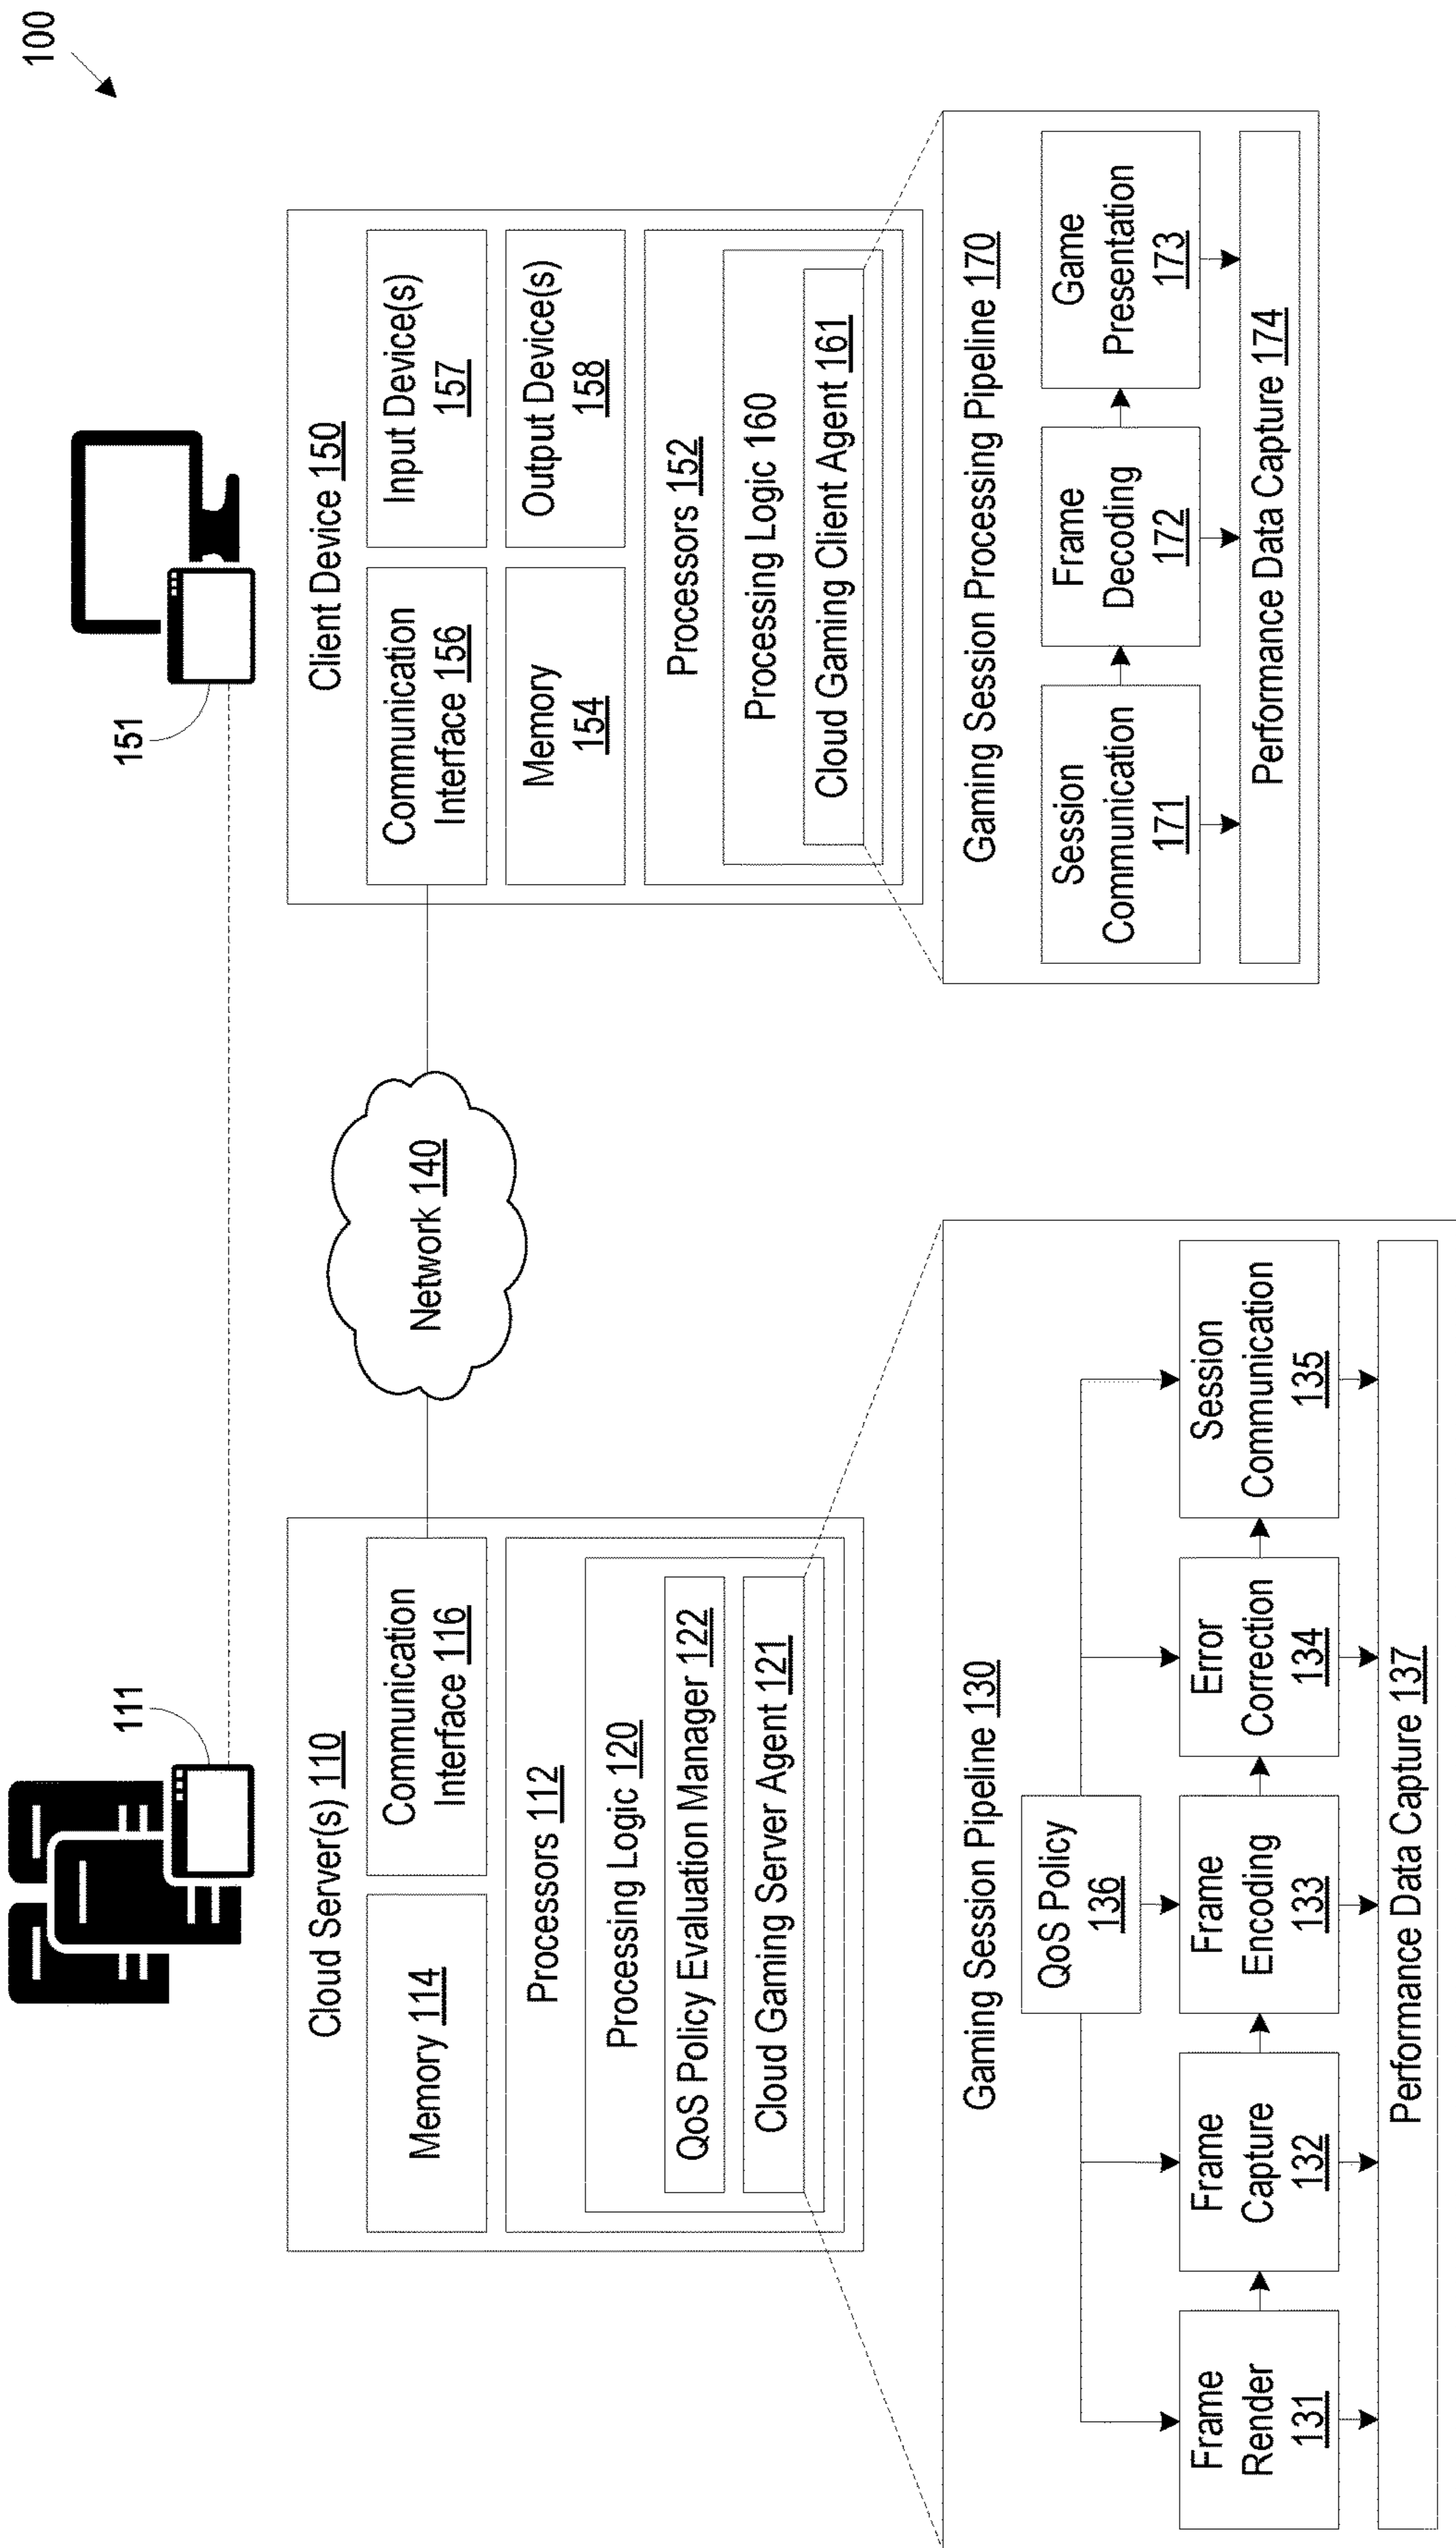 100
111
151
Cloud Server(s) 110
Memory 114
Communication
Interface 116
Processors 112
Processing Logic 120
QoS Policy Evaluation Manager 122
Cloud Gaming Server Agent 121
Network 140
Client Device 150
Communication
Interface 156
Input Device(s)
157
Memory
154
Output Device(s)
158
Processors 152
Processing Logic 160
Cloud Gaming Client Agent 161
Gaming Session Pipeline 130
QoS Policy
136
Frame
Render
131
Frame
Capture
132
Frame
Encoding
133
Error
Correction
134
Session
Communication
135
Performance Data Capture 137
Gaming Session Processing Pipeline 170
Session
Communication
171
Frame
Decoding
172
Game
Presentation
173
Performance Data Capture 174